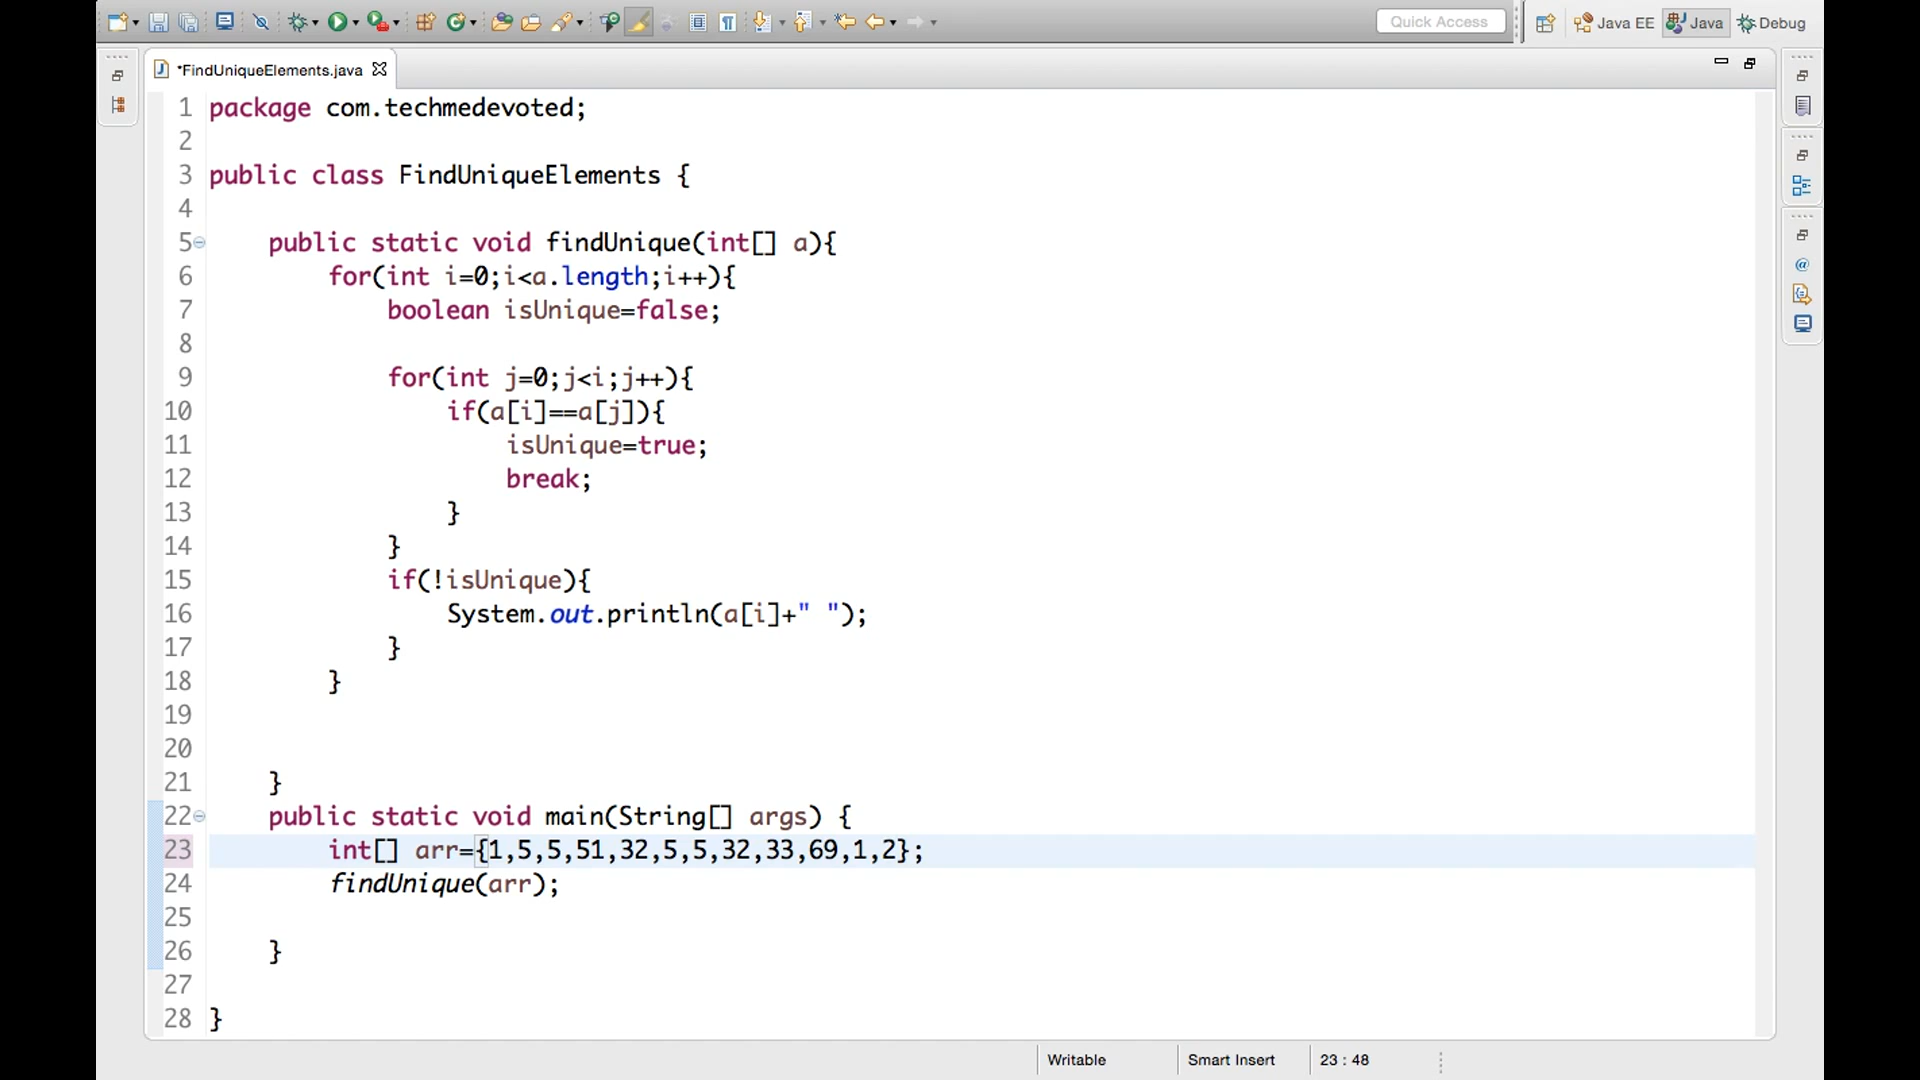 Quick Access
Java EE
Java
Debug
*FindUniqueElements.java
1 package com.techmedevoted;
2
3 public class FindUniqueElements {
4
5 public static void findUnique(int[] a){
6 for(int i=0;i<a.length;i++){
7 boolean isUnique=false;
8
9 for(int j=0;j<i;j++){
10 if(a[i]==a[j]){
11 isUnique=true;
12 break;
13 }
14 }
15 if(!isUnique){
16 System.out.println(a[i]+" ");
17 }
18 }
19
20
21 }
22 public static void main(String[] args) {
23 int[] arr={1,5,5,51,32,5,5,32,33,69,1,2};
24 findUnique(arr);
25
26 }
27
28 }
Writable
Smart Insert
23 : 48